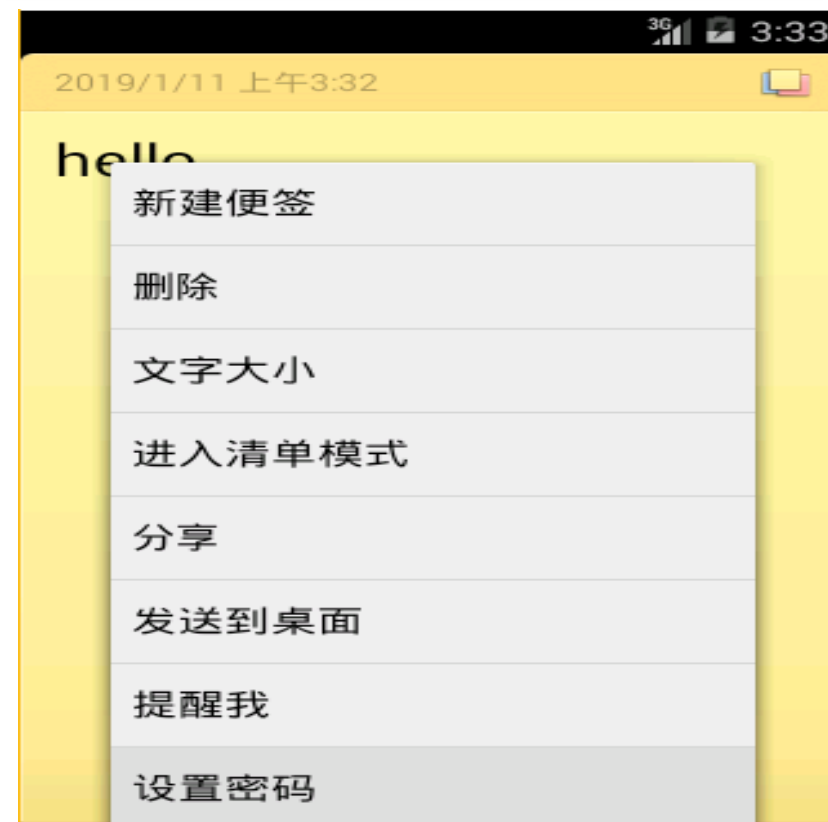 3G 3:33
2019/1/11 上午3:32
hello
新建便签
删除
文字大小
进入清单模式
分享
发送到桌面
提醒我
设置密码